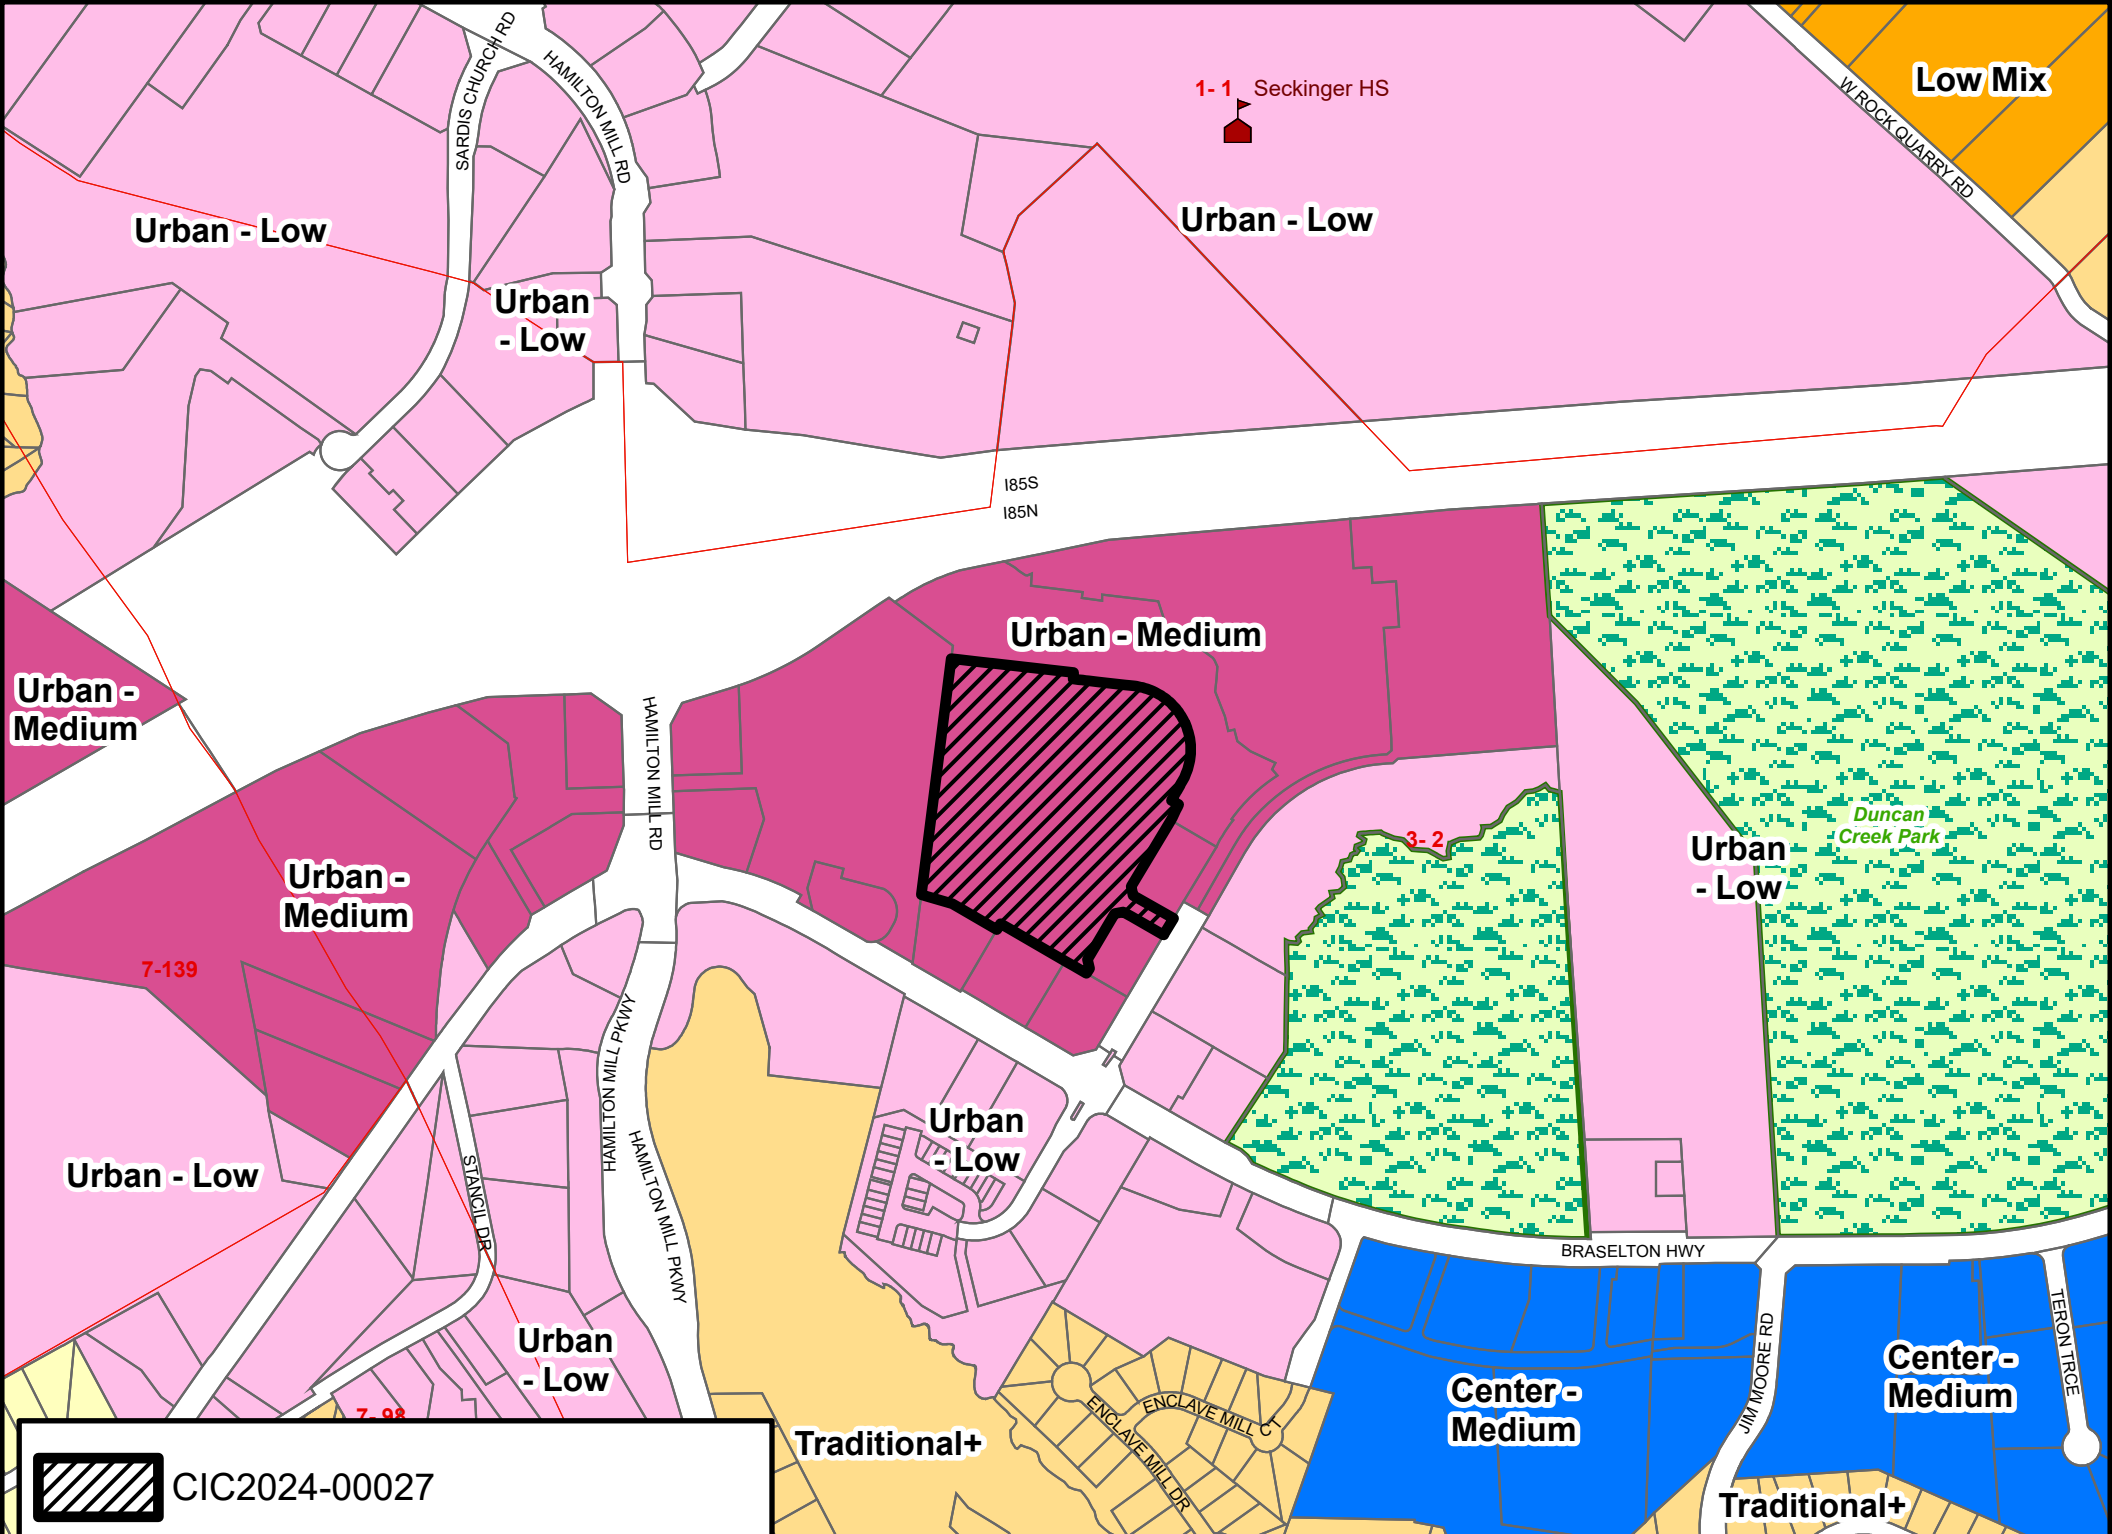 SARDIS CHURCH RD
HAMILTON MILL RD
1- 1 Seckinger HS
W ROCK QUARRY RD
Low Mix
Urban - Low
Urban - Low
Urban
- Low
I85S
I85N
Urban - Medium
Urban -
Medium
HAMILTON MILL RD
Duncan
Creek Park
3- 2
Urban
- Low
Urban -
Medium
7-139
HAMILTON MILL PKWY
HAMILTON MILL PKWY
Urban
- Low
Urban - Low
STANCIL DR
BRASELTON HWY
JIM MOORE RD
TERON TRCE
Urban
- Low
Center -
Medium
Center -
Medium
7- 98
ENCLAVE MILL CT
ENCLAVE MILL DR
Traditional+
Traditional+
CIC2024-00027